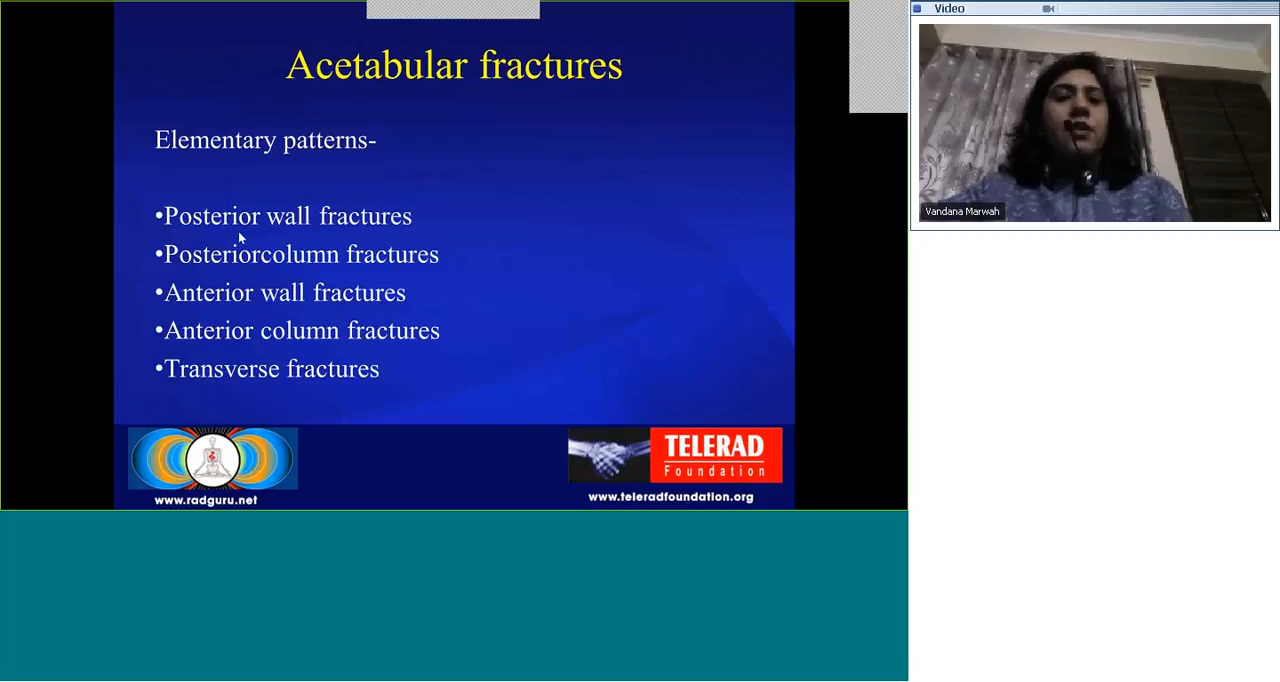 Acetabular fractures
Elementary patterns-
•Posterior wall fractures
•Posteriorcolumn fractures
•Anterior wall fractures
•Anterior column fractures
•Transverse fractures
www.radguru.net
TELERAD
Foundation
www.teleradfoundation.org
Video
Vandana Marwah